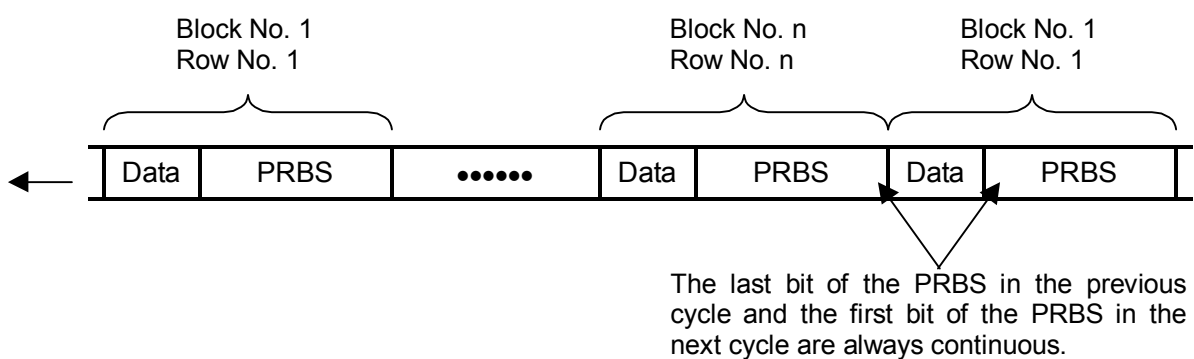 Block No. 1
Row No. 1
Block No. n
Row No. n
Block No. 1
Row No. 1
Data PRBS •••••• Data PRBS Data PRBS
The last bit of the PRBS in the previous
cycle and the first bit of the PRBS in the
next cycle are always continuous.